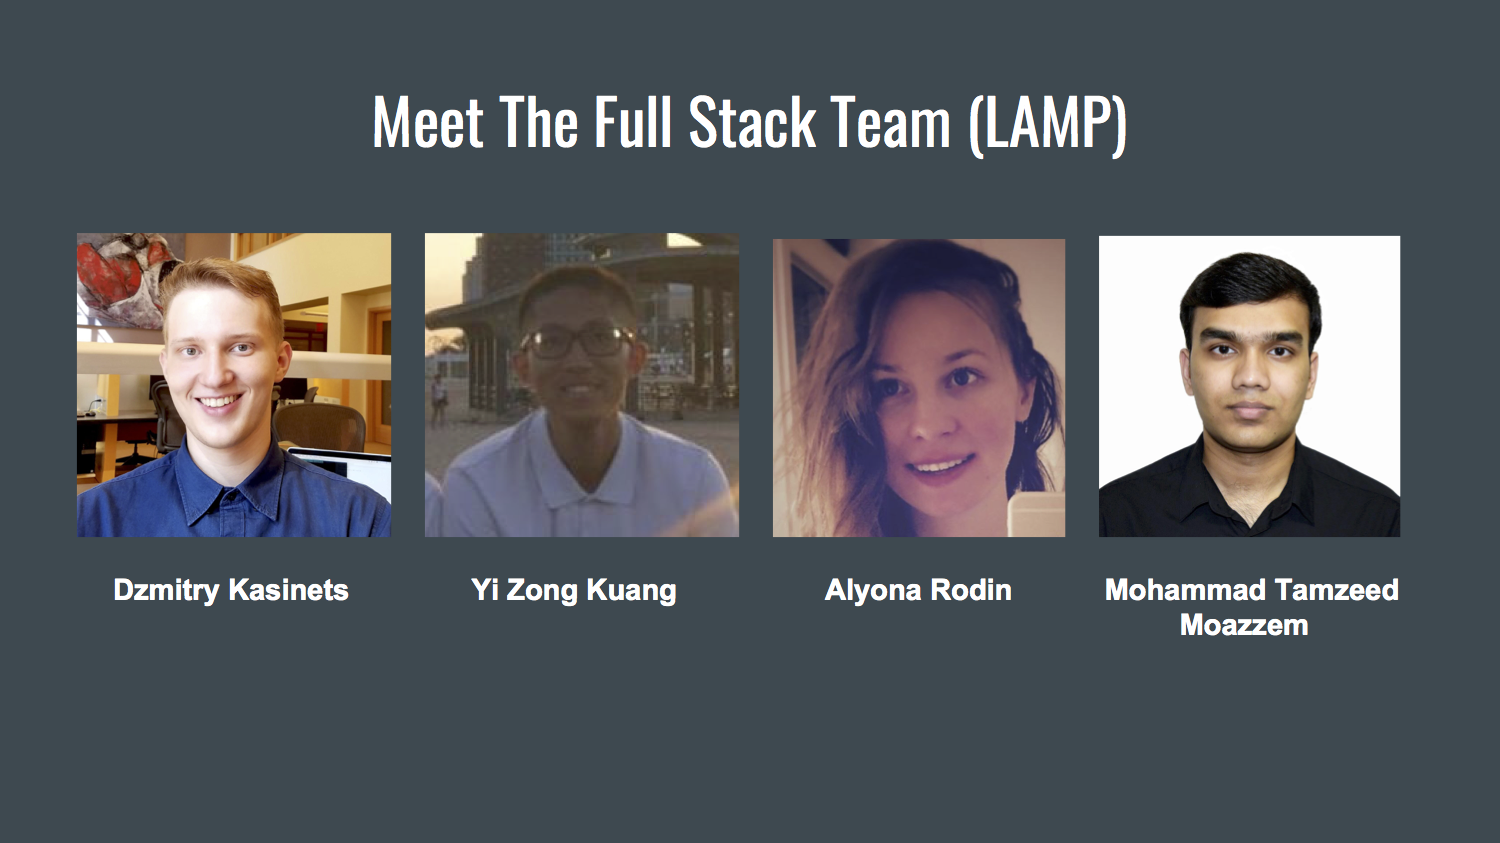 Meet The Full Stack Team (LAMP)
Dzmitry Kasinets
Yi Zong Kuang
Alyona Rodin
Mohammad Tamzeed
Moazzem